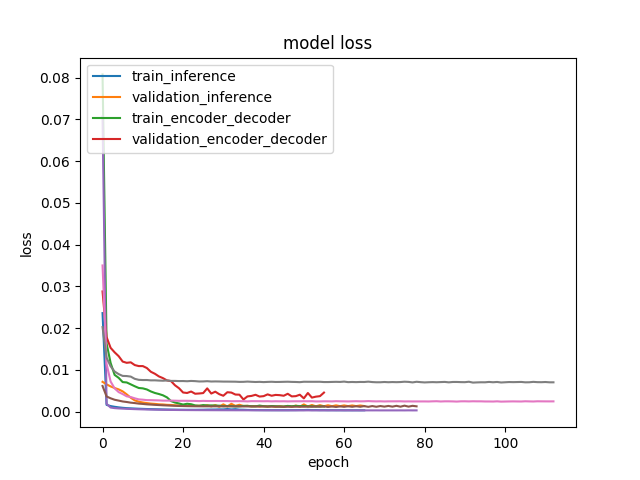 model loss
train_inference
validation_inference
train_encoder_decoder
validation_encoder_decoder
0.08
0.07
0.06
0.05
0.04
0.03
0.02
0.01
0.00
loss
0 20 40 60 80 100
epoch